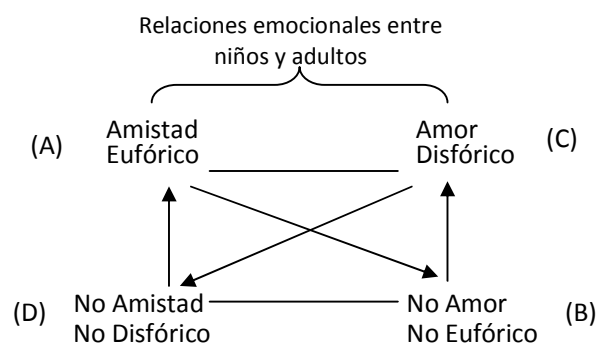 Relaciones emocionales entre
niños y adultos
(A)
Amistad
Eufórico
Amor
Disfórico
(C)
(D)
No Amistad
No Disfórico
No Amor
No Eufórico
(B)